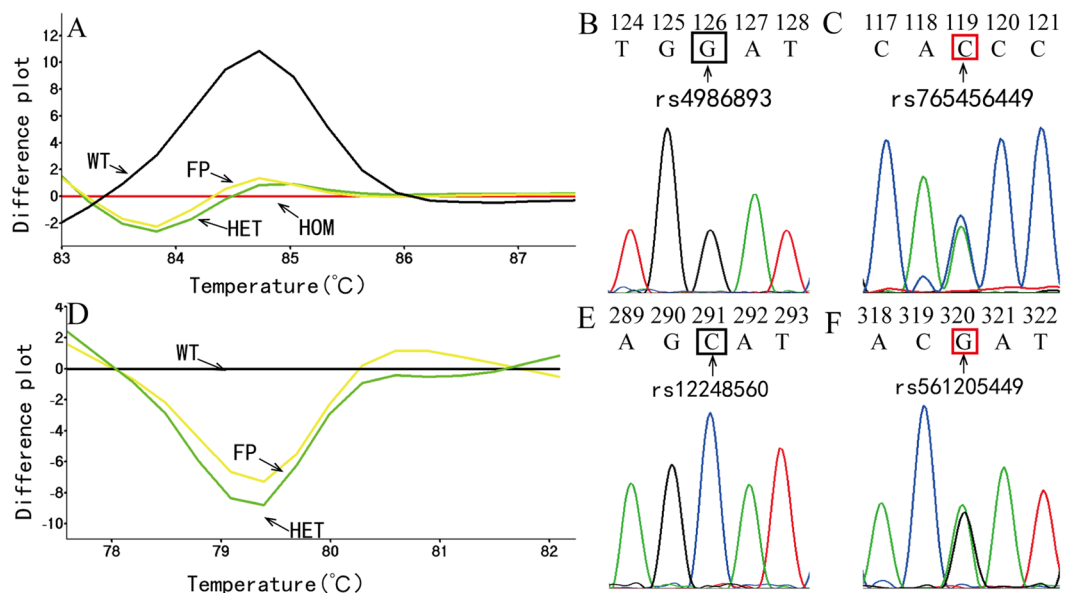 A
Difference plot
12
10
8
6
4
2
0
-2
WT
FP
HET
HOM
83 84 85 86 87
Temperature(℃)
B
124 125 126 127 128
T G G A T
rs4986893
C
117 118 119 120 121
C A C C C
rs765456449
D
Difference plot
4
2
0
-2
-4
-6
-8
-10
WT
FP
HET
78 79 80 81 82
Temperature(℃)
E
289 290 291 292 293
A G C A T
rs12248560
F
318 319 320 321 322
A C G A T
rs561205449